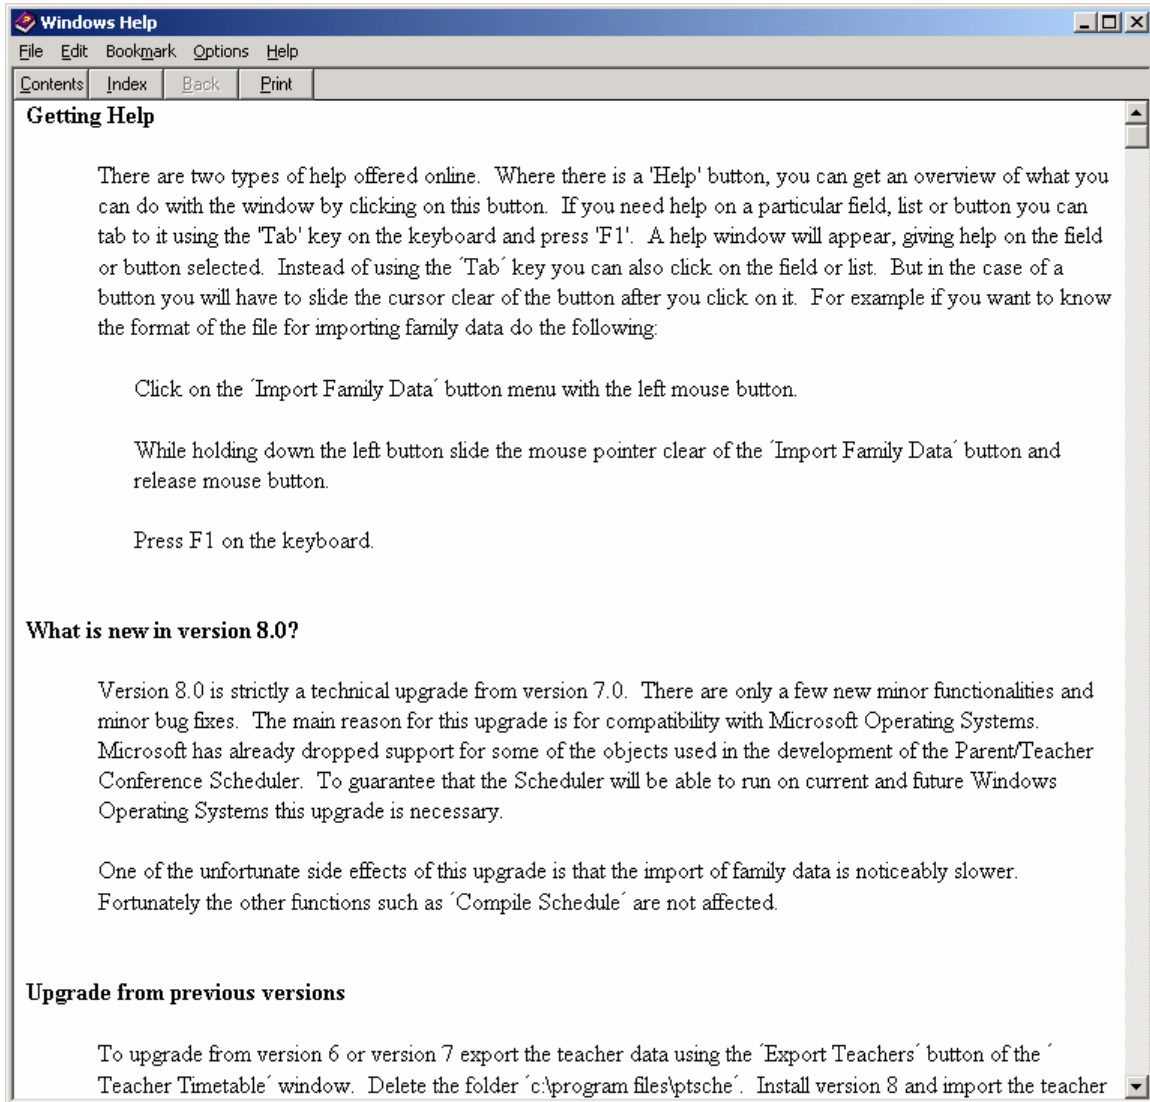 Windows Help
File Edit Bookmark Options Help
Contents Index Back Print
Getting Help
There are two types of help offered online.  Where there is a 'Help' button, you can get an overview of what you
can do with the window by clicking on this button.  If you need help on a particular field, list or button you can
tab to it using the 'Tab' key on the keyboard and press 'F1'.  A help window will appear, giving help on the field
or button selected.  Instead of using the ´Tab´ key you can also click on the field or list.  But in the case of a
button you will have to slide the cursor clear of the button after you click on it.  For example if you want to know
the format of the file for importing family data do the following:
Click on the ´Import Family Data´ button menu with the left mouse button.
While holding down the left button slide the mouse pointer clear of the ´Import Family Data´ button and
release mouse button.
Press F1 on the keyboard.
What is new in version 8.0?
Version 8.0 is strictly a technical upgrade from version 7.0.  There are only a few new minor functionalities and
minor bug fixes.  The main reason for this upgrade is for compatibility with Microsoft Operating Systems.
Microsoft has already dropped support for some of the objects used in the development of the Parent/Teacher
Conference Scheduler.  To guarantee that the Scheduler will be able to run on current and future Windows
Operating Systems this upgrade is necessary.
One of the unfortunate side effects of this upgrade is that the import of family data is noticeably slower.
Fortunately the other functions such as ´Compile Schedule´ are not affected.
Upgrade from previous versions
To upgrade from version 6 or version 7 export the teacher data using the ´Export Teachers´ button of the ´
Teacher Timetable´ window.  Delete the folder ´c:\program files\ptsche´.  Install version 8 and import the teacher